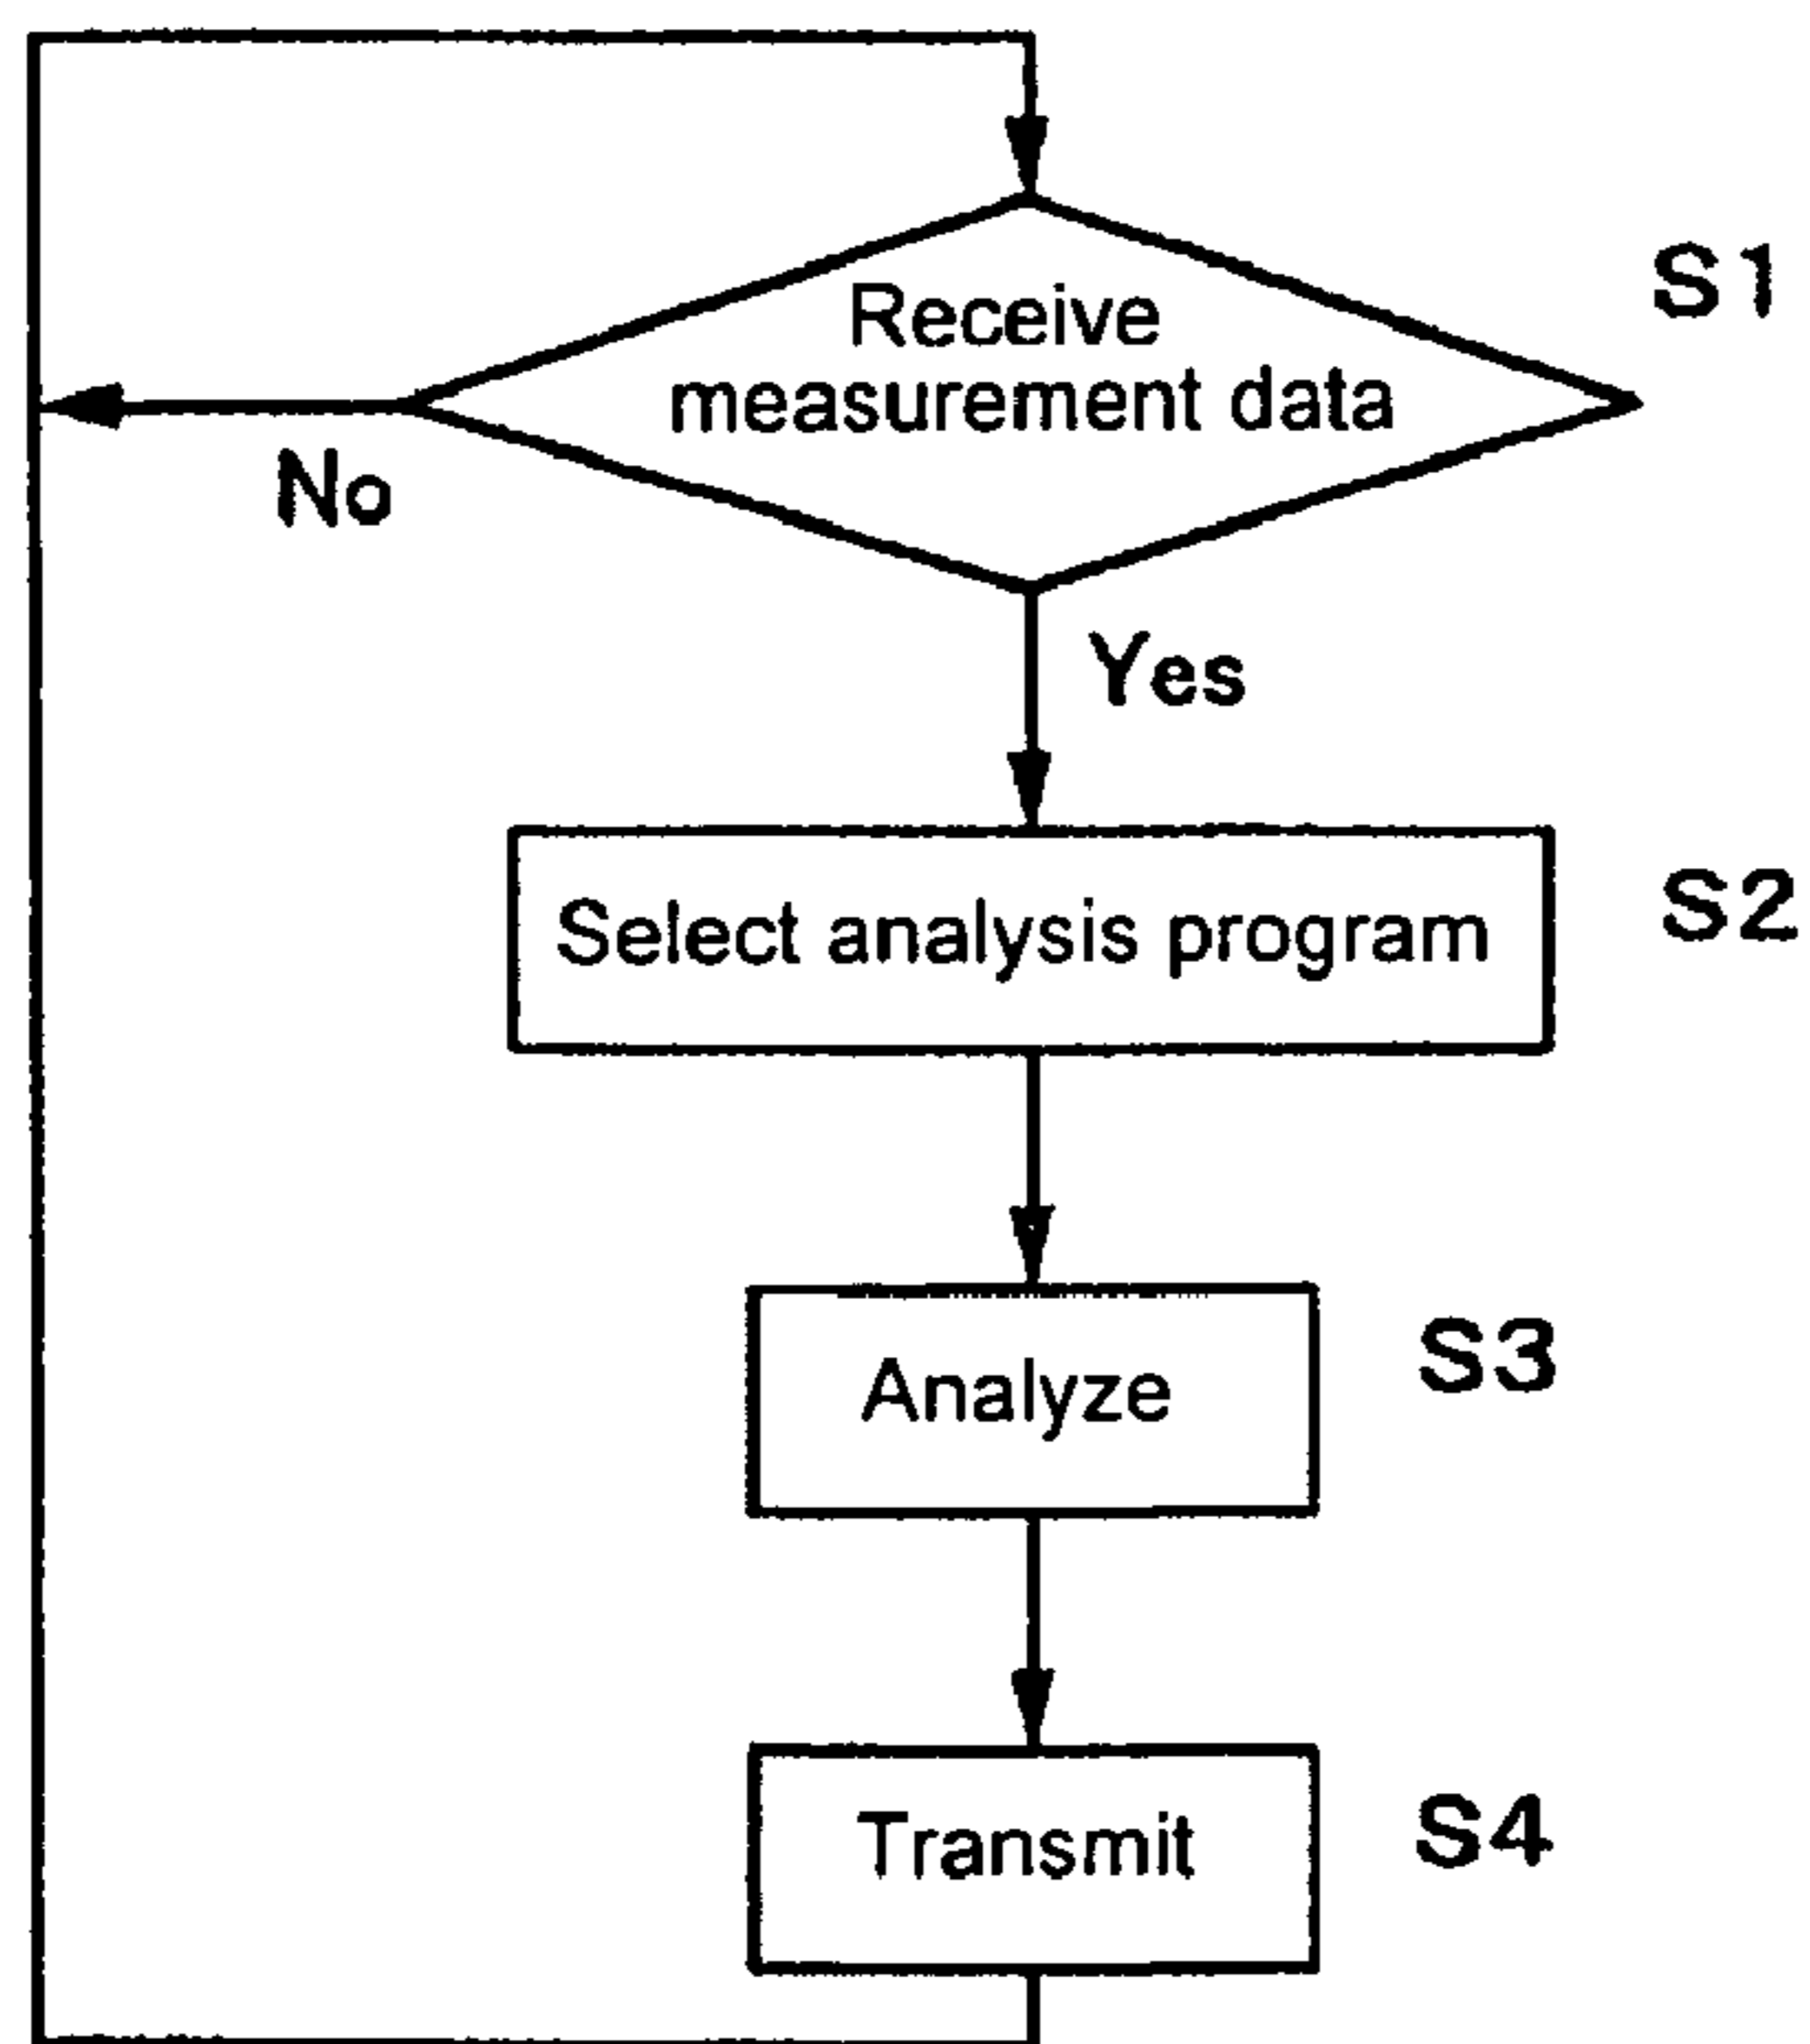 Receive
measurement data
S1
No
Yes
Select analysis program
S2
Analyze
S3
Transmit
S4